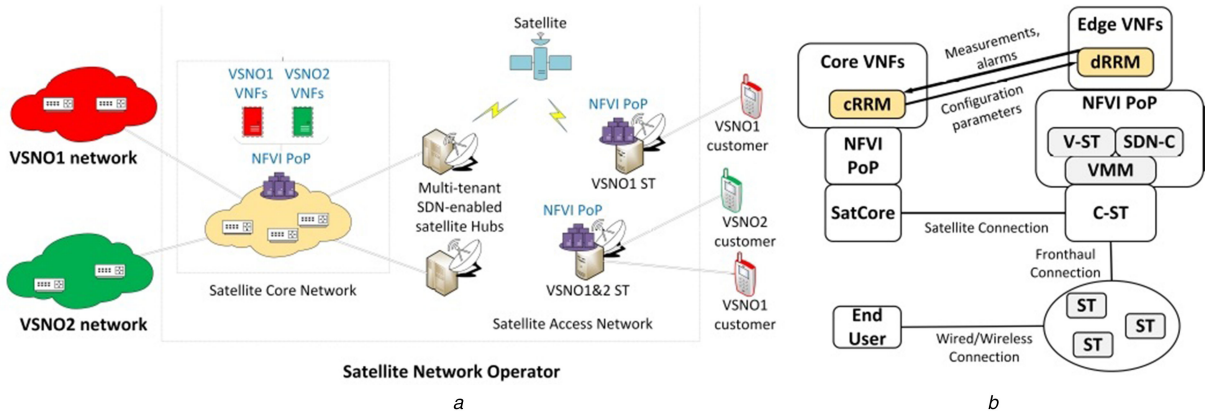 VSNO1 network
VSNO2 network
VSNO1
VNFs
VSNO2
VNFs
NFVI PoP
Satellite Core Network
Satellite
Multi-tenant
SDN-enabled
satellite Hubs
NFVI PoP
VSNO1 ST
NFVI PoP
VSNO1&2 ST
VSNO1
customer
VSNO2
customer
VSNO1
customer
Satellite Access Network
Satellite Network Operator
a
Core VNFs
cRRM
NFVI
PoP
SatCore
Measurements,
alarms
Configuration
parameters
Edge VNFs
dRRM
NFVI PoP
V-ST
SDN-C
VMM
C-ST
Satellite Connection
Fronthaul
Connection
ST
ST
ST
End
User
Wired/Wireless
Connection
b